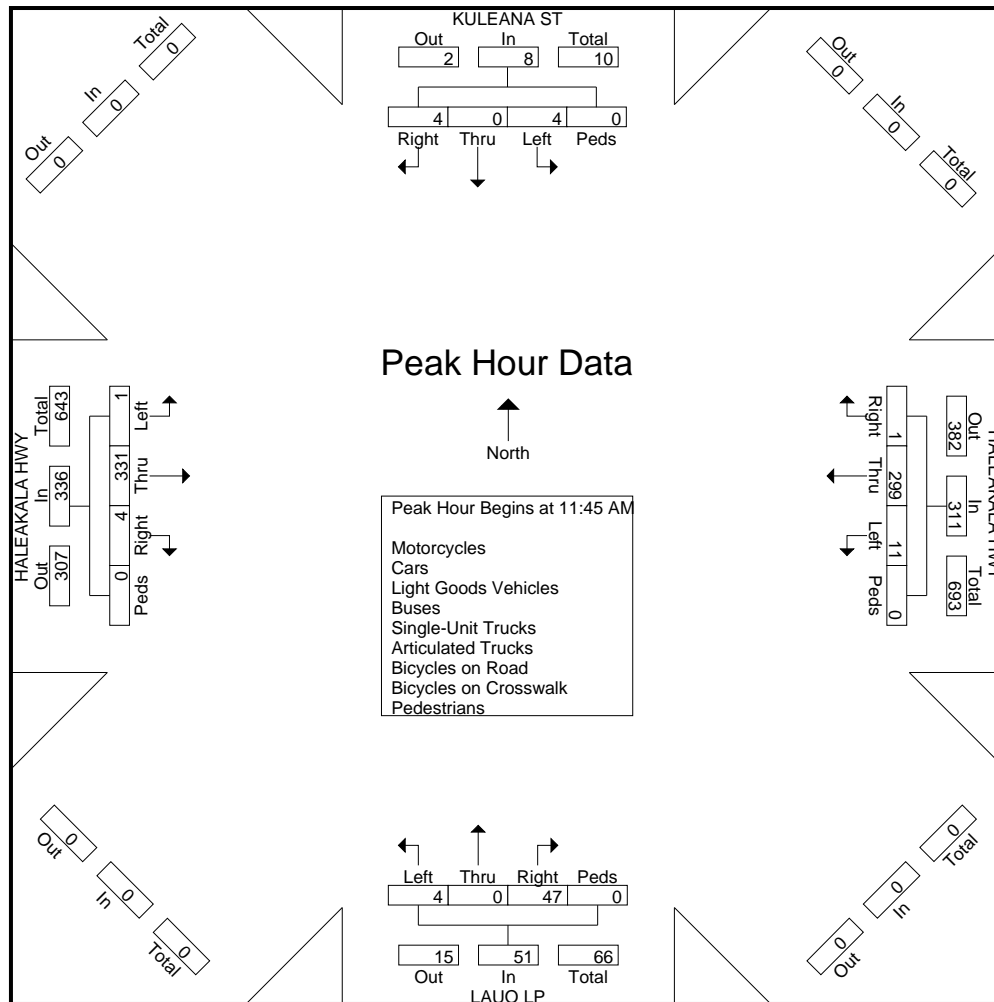 KULEANA ST
Out In Total
2 8 10
4 0 4 0
Right Thru Left Peds
Total
0
In
0
Out
0
Out
0
In
0
Total
0
Peak Hour Data
North
Peak Hour Begins at 11:45 AM
Motorcycles
Cars
Light Goods Vehicles
Buses
Single-Unit Trucks
Articulated Trucks
Bicycles on Road
Bicycles on Crosswalk
Pedestrians
HALEAKALA HWY
Out In Total
307 336 643
0 4 331 1
Peds Right Thru Left
HALEAKALA HWY
Out In Total
382 311 693
1 299 11 0
Right Thru Left Peds
Left Thru Right Peds
4 0 47 0
15 51 66
Out In Total
LAUO LP
0
Out
0
In
0
Total
0
Total
0
In
0
Out